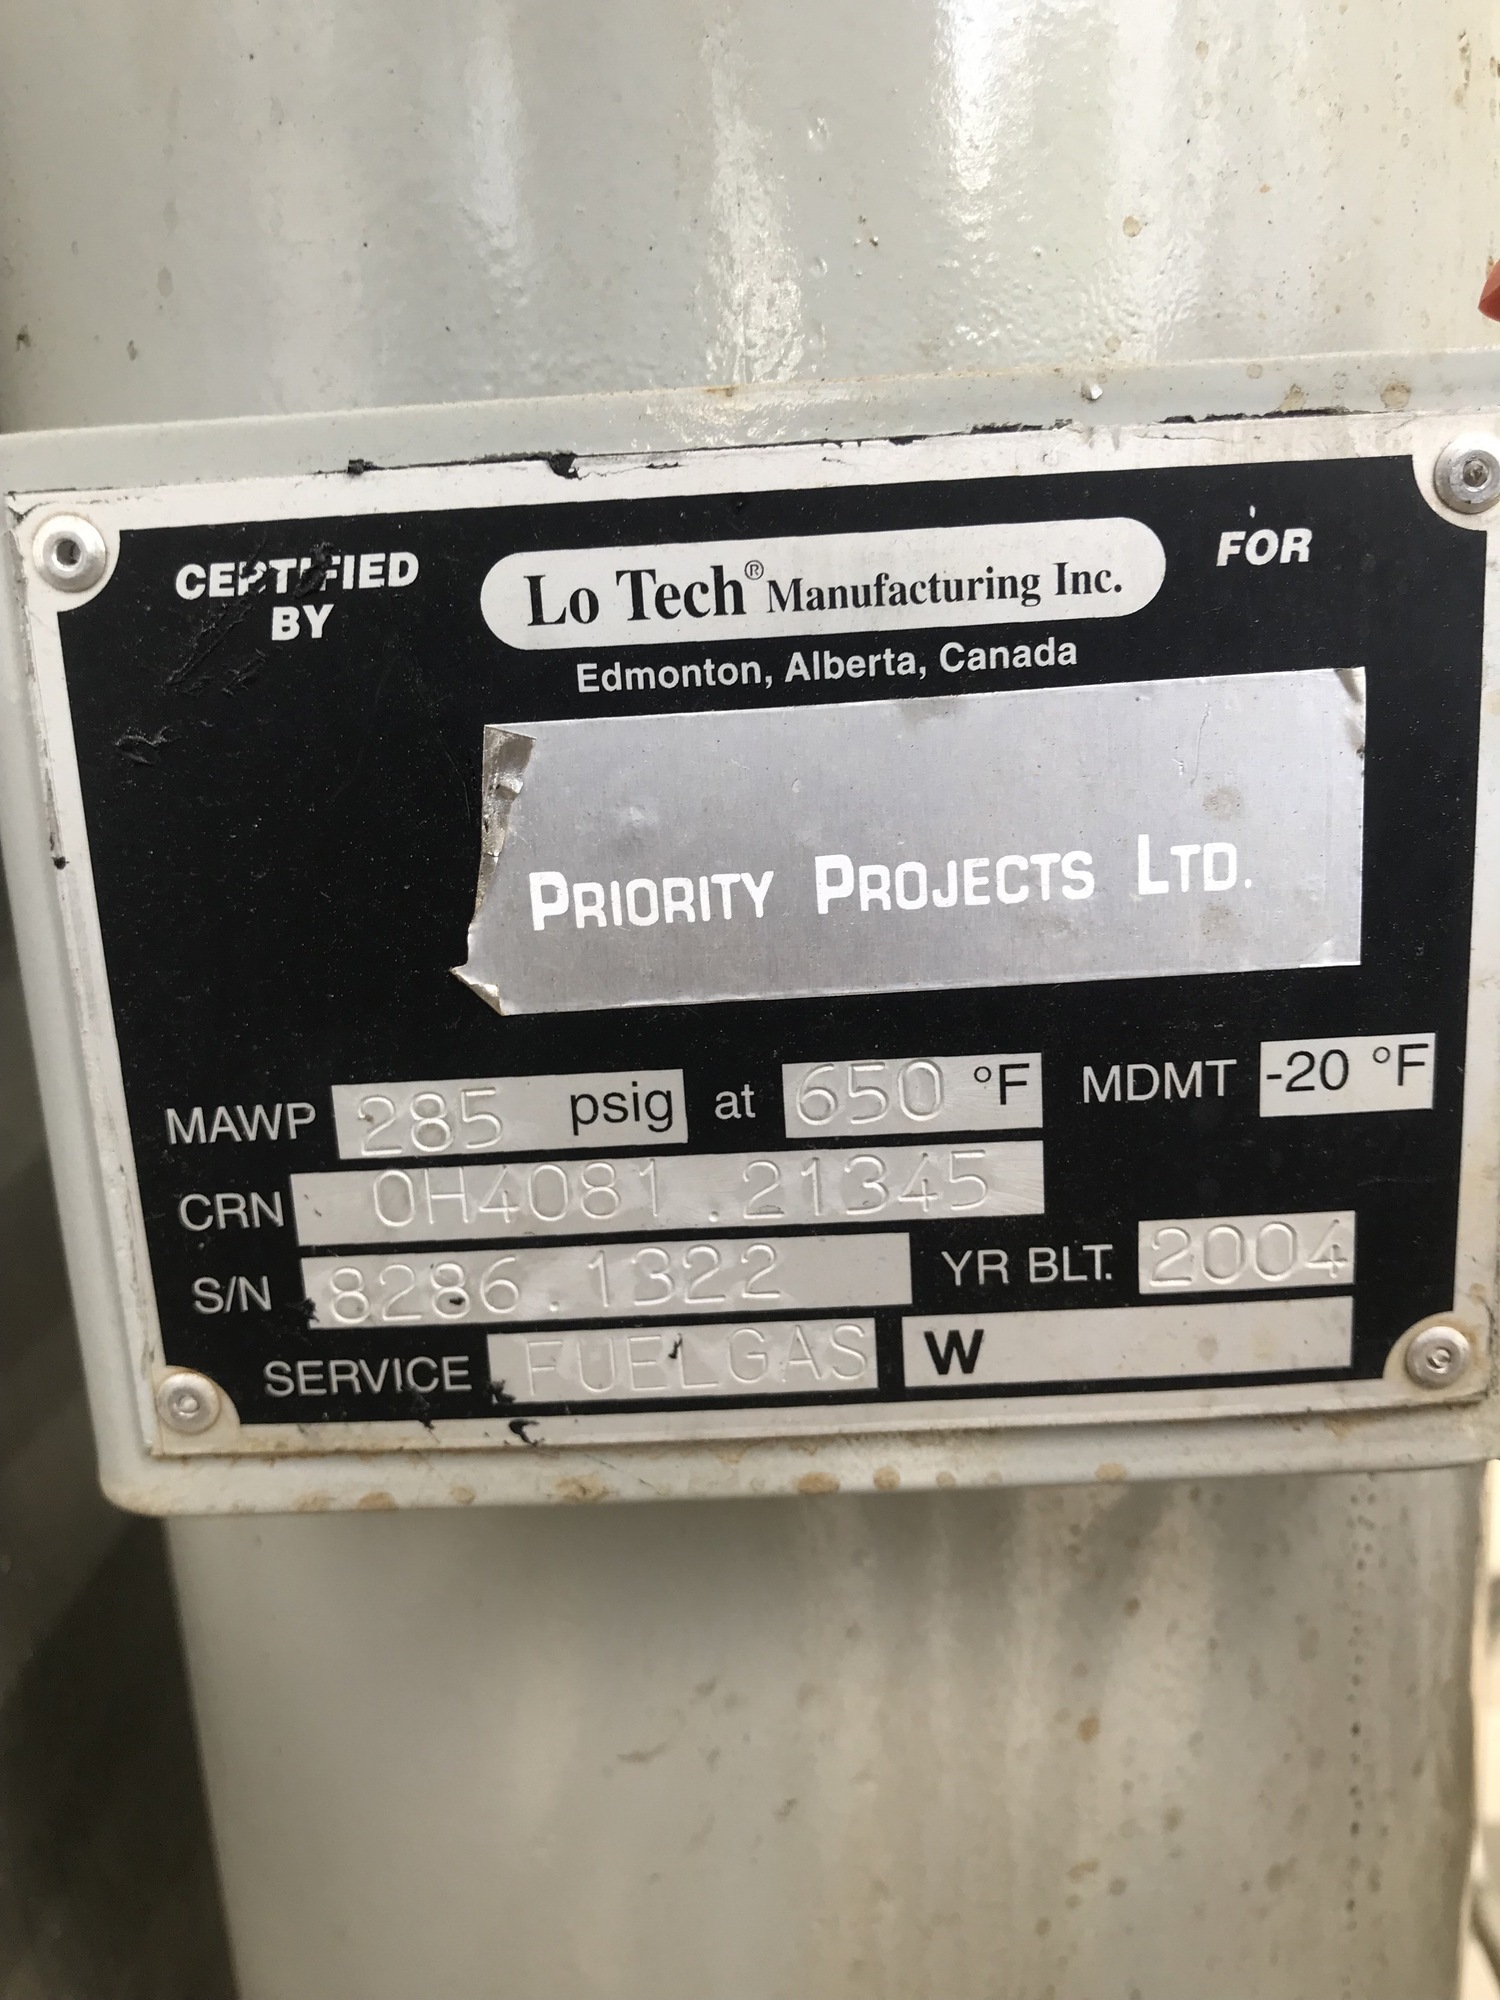 CERTIFIED BY
Lo Tech® Manufacturing Inc.
FOR
Edmonton, Alberta, Canada
PRIORITY PROJECTS LTD.
MAWP 285 psig at 650 °F MDMT -20 °F
CRN 0H4081.21345
S/N 8286.1322 YR BLT. 2004
SERVICE FUELGAS W